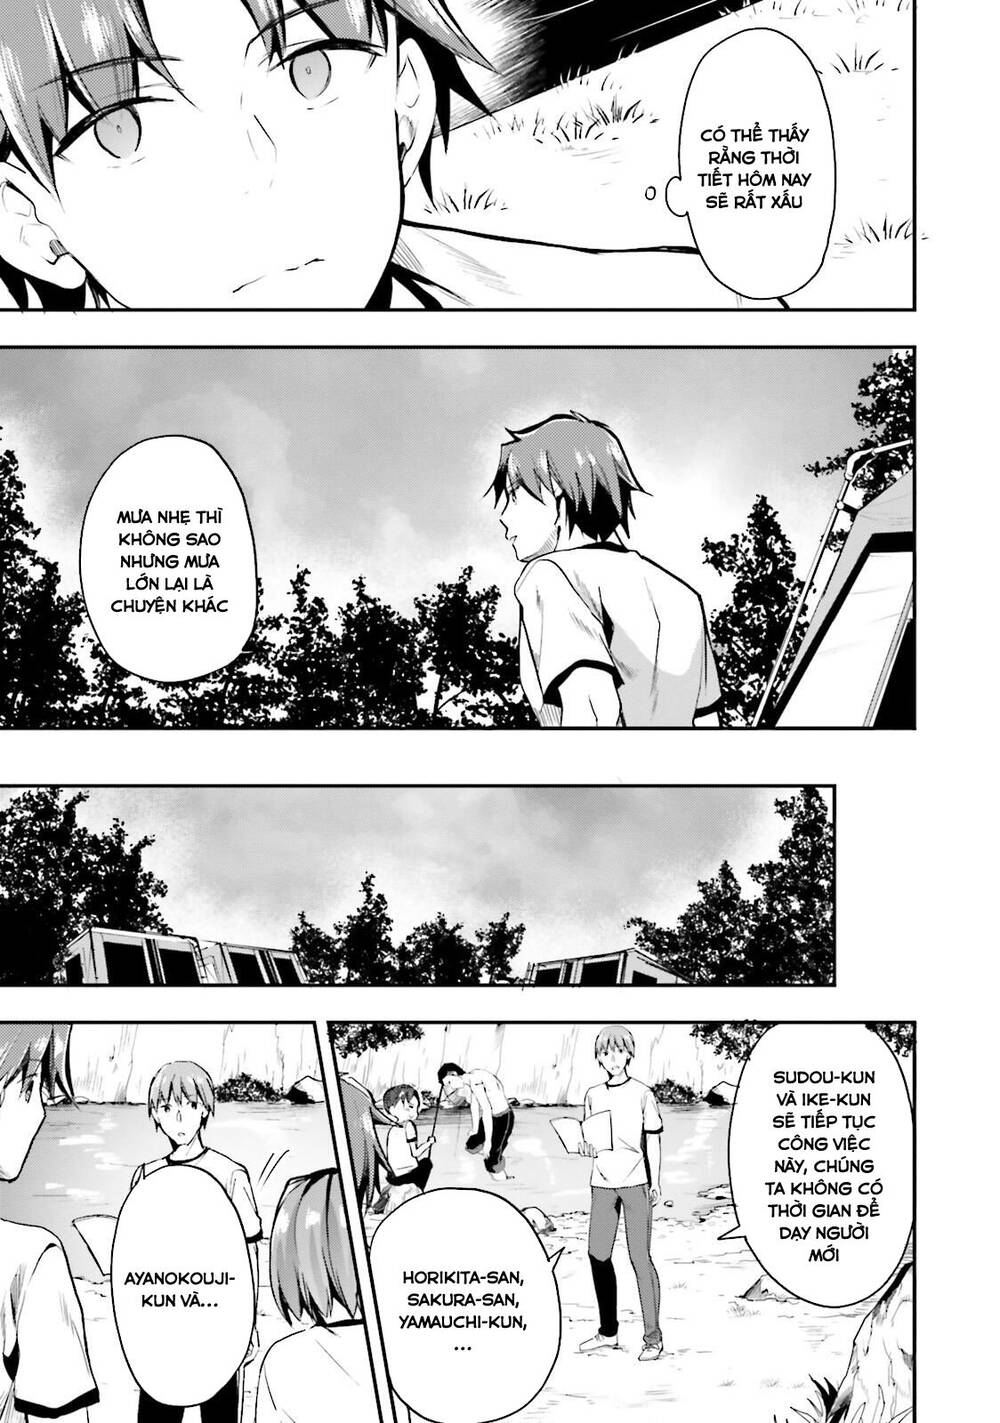 CÓ THỂ THẤY
RẰNG THỜI
TIẾT HÔM NAY
SẼ RẤT XẤU
MƯA NHẸ THÌ
KHÔNG SAO
NHƯNG MƯA
LỚN LẠI LÀ
CHUYỆN KHÁC
SUDOU-KUN
VÀ IKE-KUN
SẼ TIẾP TỤC
CÔNG VIỆC
NÀY, CHÚNG
TA KHÔNG CÓ
THỜI GIAN ĐỂ
DẠY NGƯỜI
MỚI
HORIKITA-SAN,
SAKURA-SAN,
YAMAUCHI-KUN,
...
AYANOKOUJI-
KUN VÀ...